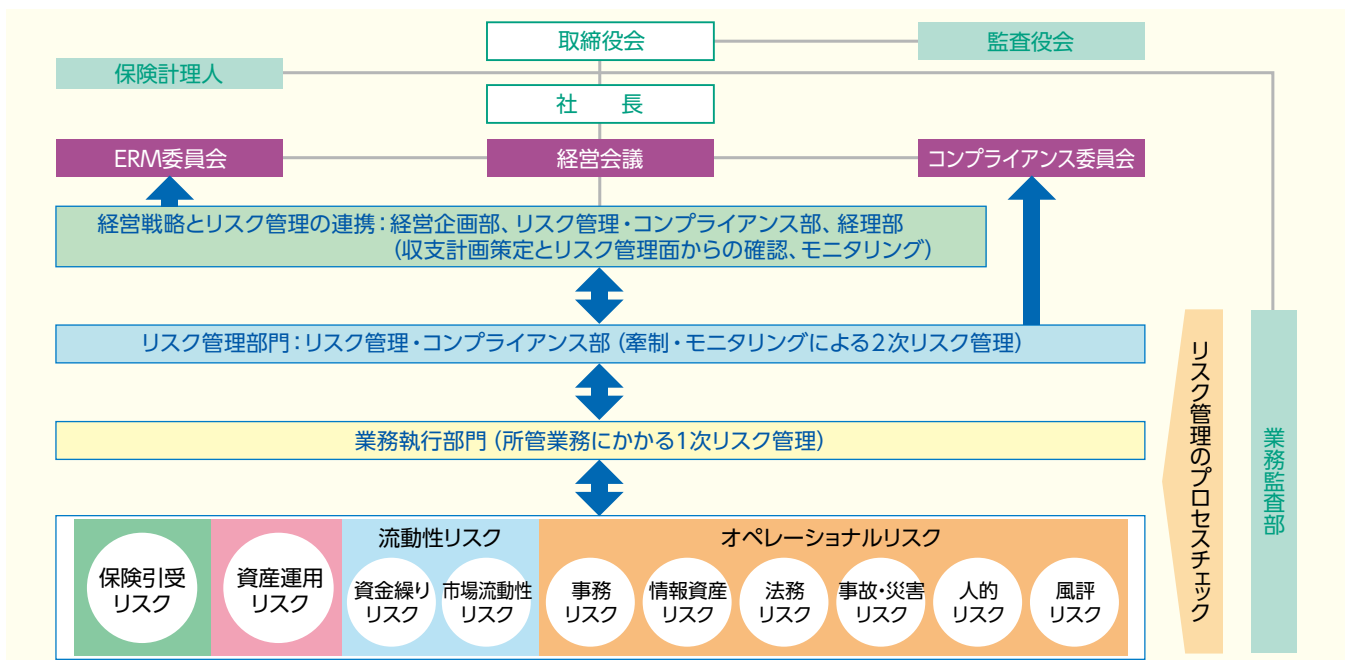 取締役会
監査役会
保険計理人
社　長
ERM委員会
経営会議
コンプライアンス委員会
経営戦略とリスク管理の連携：経営企画部、リスク管理・コンプライアンス部、経理部
（収支計画策定とリスク管理面からの確認、モニタリング）
リスク管理部門：リスク管理・コンプライアンス部（牽制・モニタリングによる2次リスク管理）
業務執行部門（所管業務にかかる1次リスク管理）
保険引受
リスク
資産運用
リスク
流動性リスク
資金繰り
リスク
市場流動性
リスク
オペレーショナルリスク
事務
リスク
情報資産
リスク
法務
リスク
事故・災害
リスク
人的
リスク
風評
リスク
リスク管理のプロセスチェック
業務監査部